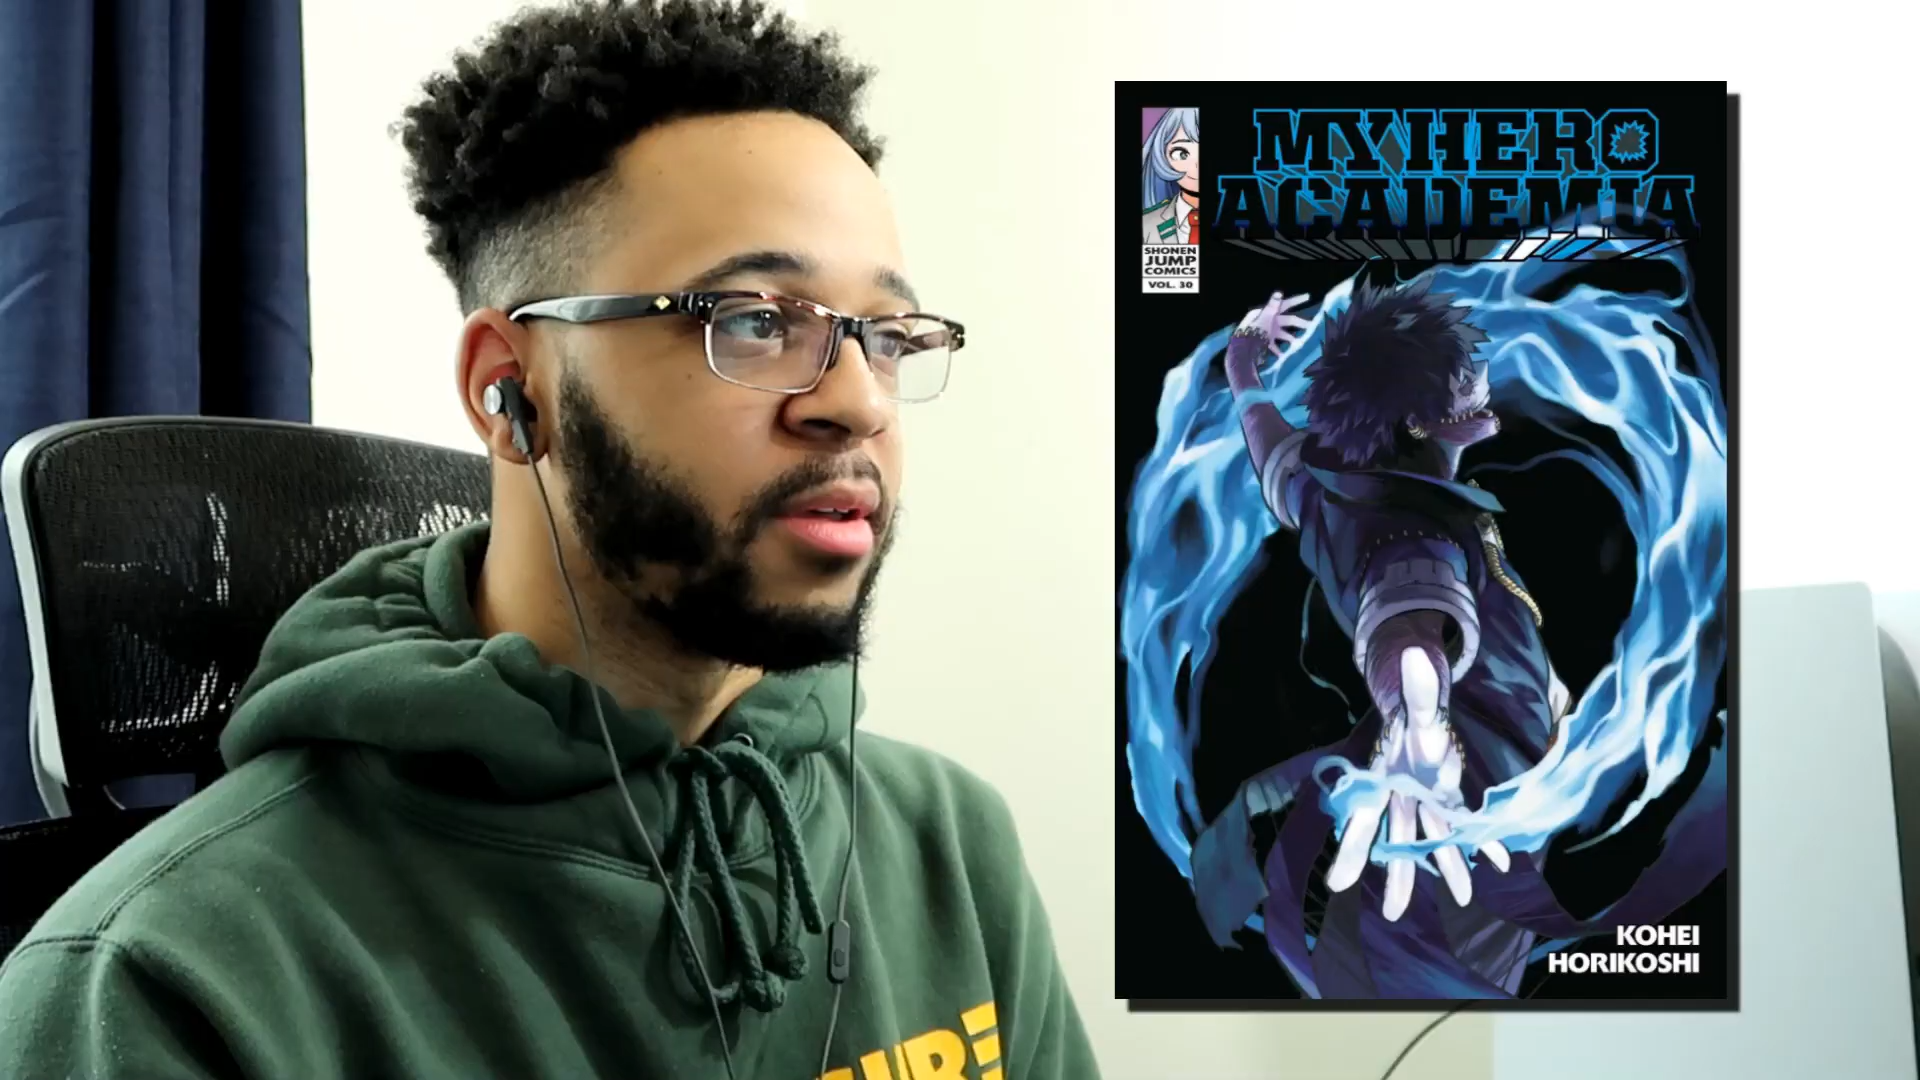 MY HERO
ACADEMIA
SHONEN
JUMP
COMICS
VOL. 30
KOHEI
HORIKOSHI